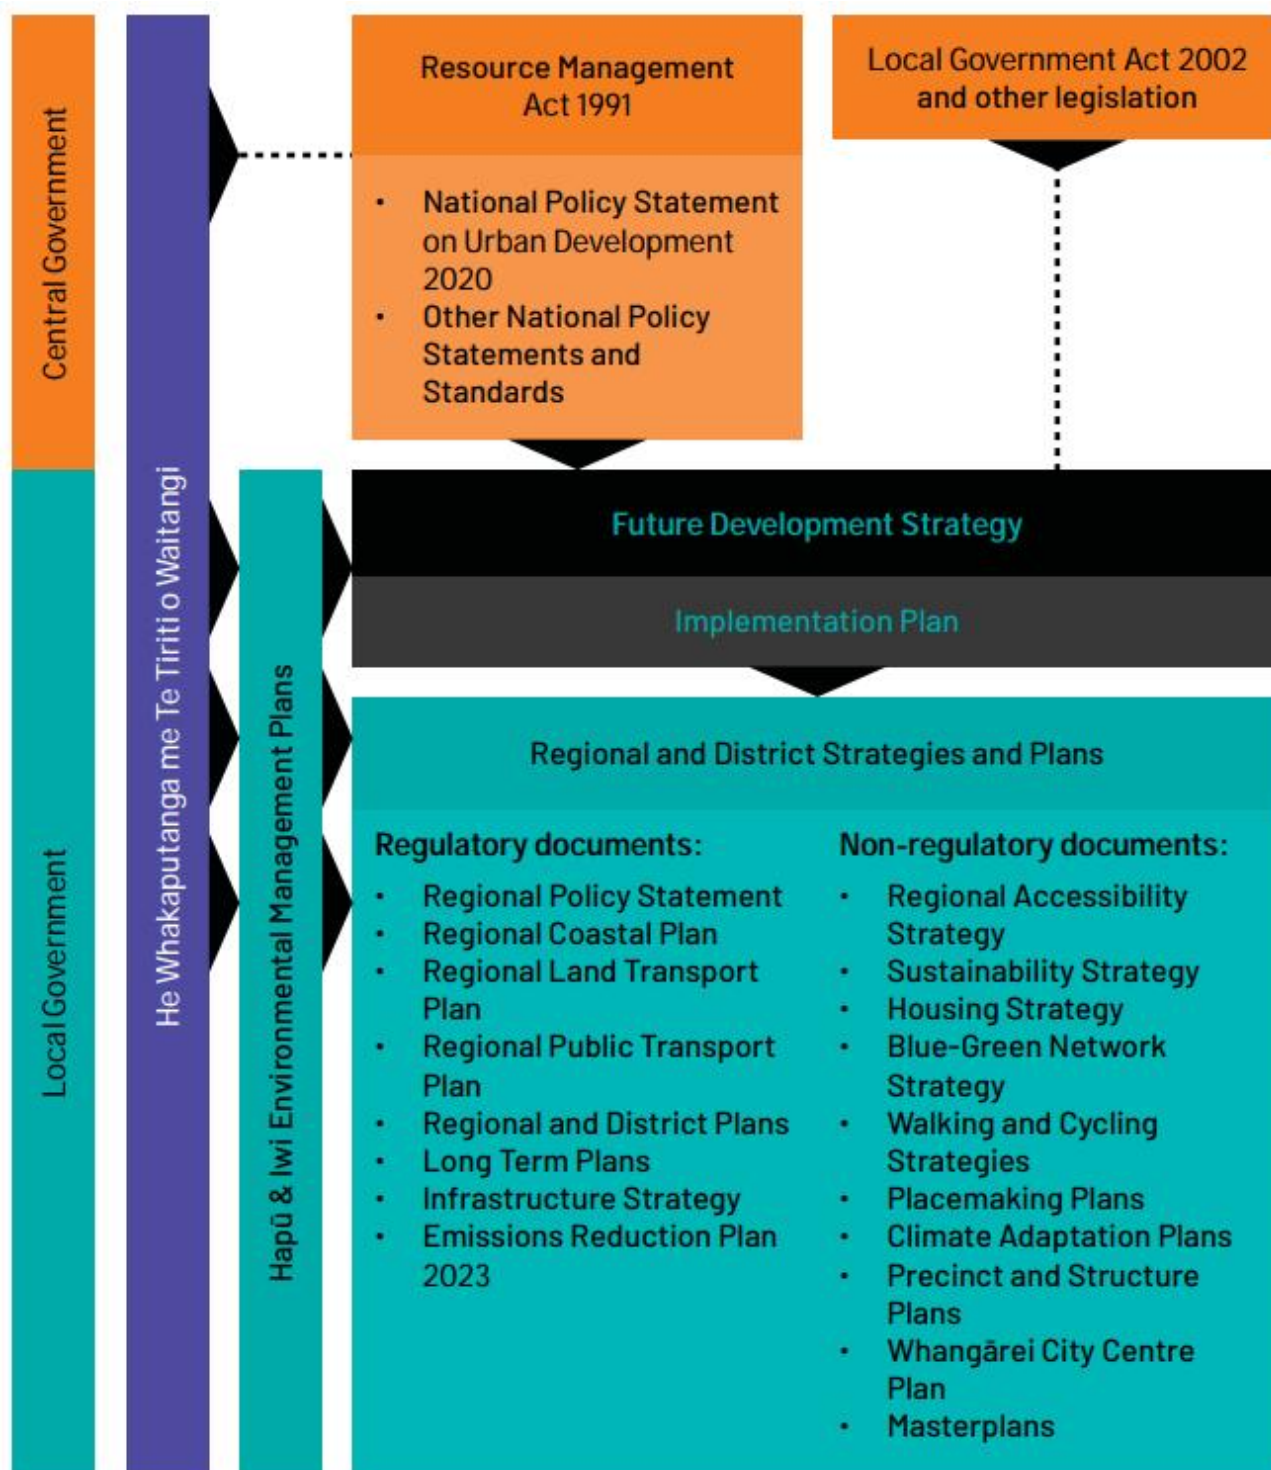 Central Government
Local Government
He Whakaputanga me Te Tiriti o Waitangi
Hapū & Iwi Environmental Management Plans
Resource Management
Act 1991
• National Policy Statement
on Urban Development
2020
• Other National Policy
Statements and
Standards
Local Government Act 2002
and other legislation
Future Development Strategy
Implementation Plan
Regional and District Strategies and Plans
Regulatory documents:
• Regional Policy Statement
• Regional Coastal Plan
• Regional Land Transport
Plan
• Regional Public Transport
Plan
• Regional and District Plans
• Long Term Plans
• Infrastructure Strategy
• Emissions Reduction Plan
2023
Non-regulatory documents:
• Regional Accessibility
Strategy
• Sustainability Strategy
• Housing Strategy
• Blue-Green Network
Strategy
• Walking and Cycling
Strategies
• Placemaking Plans
• Climate Adaptation Plans
• Precinct and Structure
Plans
• Whangārei City Centre
Plan
• Masterplans